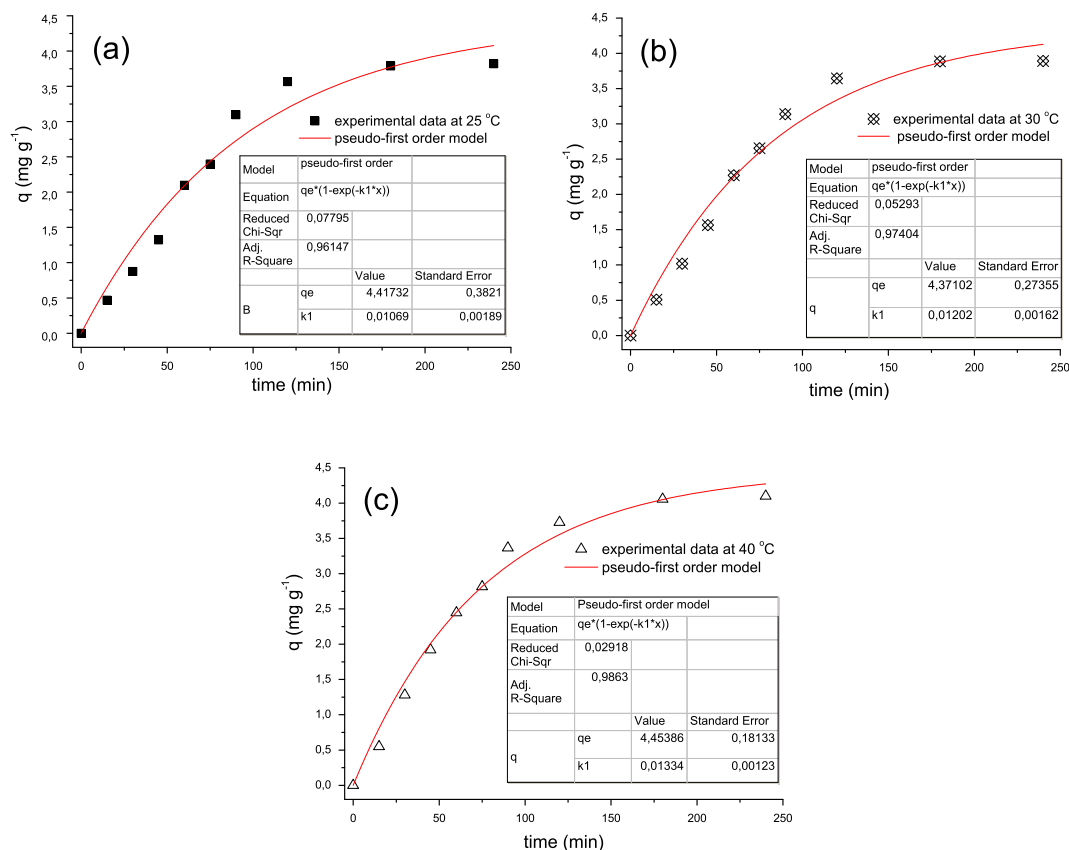 (a)
4,5
4,0
3,5
3,0
2,5
2,0
1,5
1,0
0,5
0,0
q (mg g-1)
experimental data at 25 °C
pseudo-first order model
Model pseudo-first order
Equation qe*(1-exp(-k1*x))
Reduced Chi-Sqr 0,07795
Adj. R-Square 0,96147
Value Standard Error
B qe 4,41732 0,3821
k1 0,01069 0,00189
0 50 100 150 200 250
time (min)
(b)
4,5
4,0
3,5
3,0
2,5
2,0
1,5
1,0
0,5
0,0
q (mg g-1)
experimental data at 30 °C
pseudo-first order model
Model pseudo-first order
Equation qe*(1-exp(-k1*x))
Reduced Chi-Sqr 0,05293
Adj. R-Square 0,97404
Value Standard Error
q qe 4,37102 0,27355
k1 0,01202 0,00162
0 50 100 150 200 250
time (min)
(c)
4,5
4,0
3,5
3,0
2,5
2,0
1,5
1,0
0,5
0,0
q (mg g-1)
experimental data at 40 °C
pseudo-first order model
Model Pseudo-first order model
Equation qe*(1-exp(-k1*x))
Reduced Chi-Sqr 0,02918
Adj. R-Square 0,9863
Value Standard Error
q qe 4,45386 0,18133
k1 0,01334 0,00123
0 50 100 150 200 250
time (min)